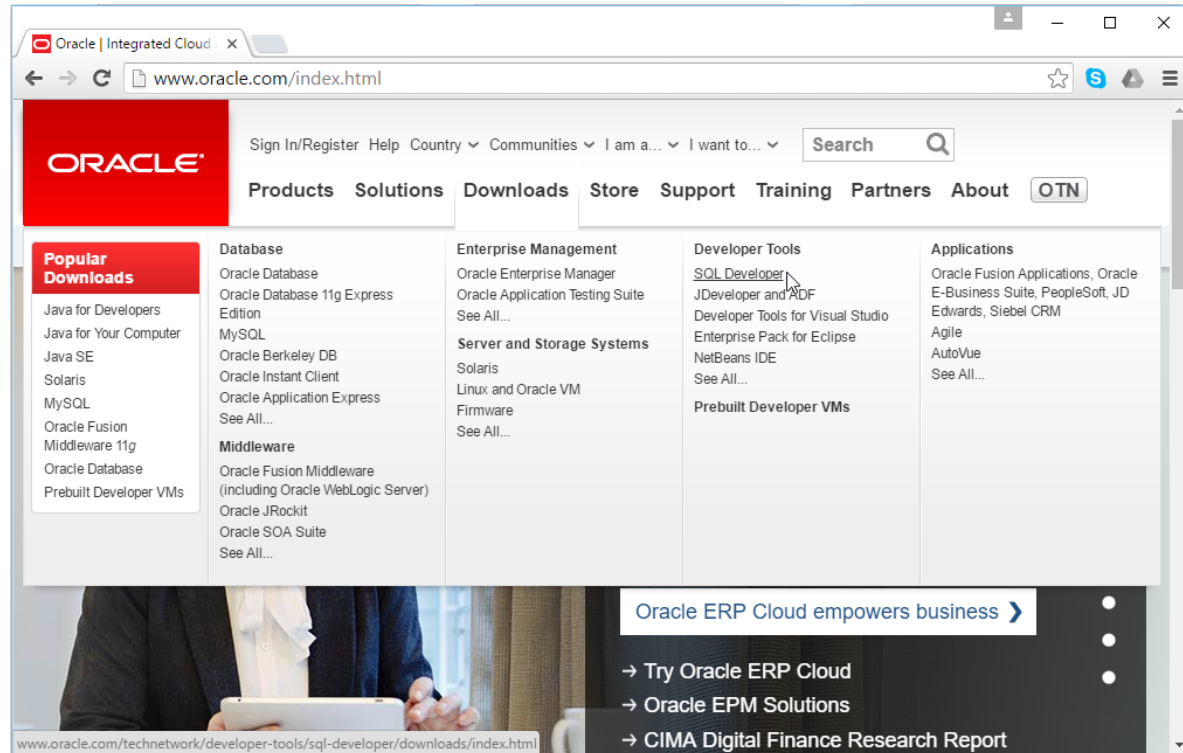 Oracle | Integrated Cloud
www.oracle.com/index.html
ORACLE®
Sign In/Register Help Country Communities I am a... I want to... Search
Products Solutions Downloads Store Support Training Partners About OTN
Popular
Downloads
Java for Developers
Java for Your Computer
Java SE
Solaris
MySQL
Oracle Fusion
Middleware 11g
Oracle Database
Prebuilt Developer VMs
Database
Oracle Database
Oracle Database 11g Express
Edition
MySQL
Oracle Berkeley DB
Oracle Instant Client
Oracle Application Express
See All...
Middleware
Oracle Fusion Middleware
(including Oracle WebLogic Server)
Oracle JRockit
Oracle SOA Suite
See All...
Enterprise Management
Oracle Enterprise Manager
Oracle Application Testing Suite
See All...
Server and Storage Systems
Solaris
Linux and Oracle VM
Firmware
See All...
Developer Tools
SQL Developer
JDeveloper and ADF
Developer Tools for Visual Studio
Enterprise Pack for Eclipse
NetBeans IDE
See All...
Prebuilt Developer VMs
Applications
Oracle Fusion Applications, Oracle
E-Business Suite, PeopleSoft, JD
Edwards, Siebel CRM
Agile
AutoVue
See All...
Oracle ERP Cloud empowers business ❯
→ Try Oracle ERP Cloud
→ Oracle EPM Solutions
→ CIMA Digital Finance Research Report
www.oracle.com/technetwork/developer-tools/sql-developer/downloads/index.html